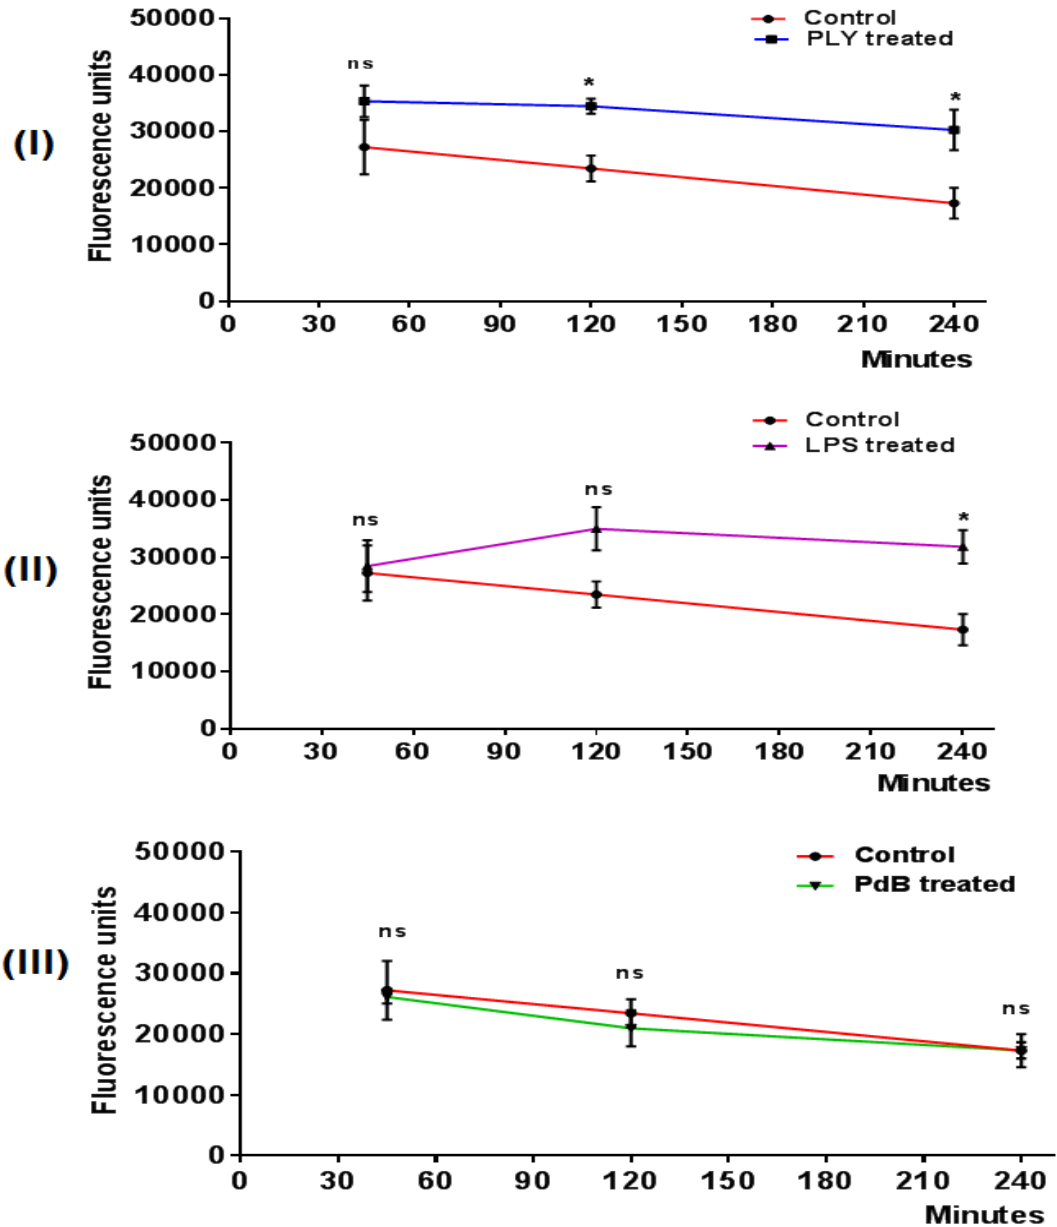 50000
Control
PLY treated
ns
*
*
40000
(I)
Fluorescence units
30000
20000
10000
0
0 30 60 90 120 150 180 210 240
Minutes
Control
LPS treated
50000
ns
ns
*
40000
(II)
Fluorescence units
30000
20000
10000
0
0 30 60 90 120 150 180 210 240
Minutes
50000
Control
PdB treated
40000
ns
ns
ns
(III)
Fluorescence units
30000
20000
10000
0
0 30 60 90 120 150 180 210 240
Minutes